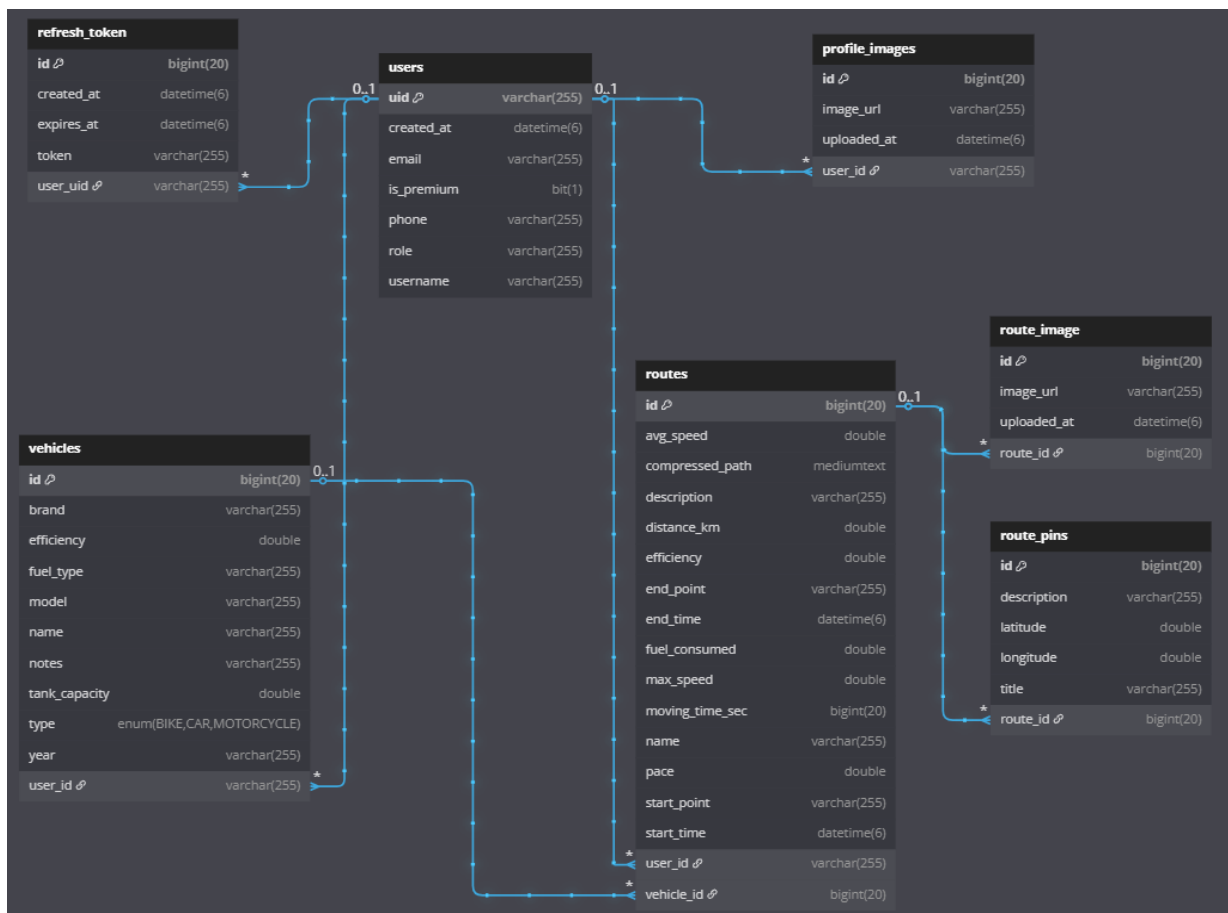 refresh_token
id bigint(20)
created_at datetime(6)
expires_at datetime(6)
token varchar(255)
user_uid varchar(255)
*
users
0..1
uid varchar(255)
0..1
created_at datetime(6)
email varchar(255)
is_premium bit(1)
phone varchar(255)
role varchar(255)
username varchar(255)
profile_images
id bigint(20)
image_url varchar(255)
uploaded_at datetime(6)
*
user_id varchar(255)
vehicles
id bigint(20)
0..1
brand varchar(255)
efficiency double
fuel_type varchar(255)
model varchar(255)
name varchar(255)
notes varchar(255)
tank_capacity double
type enum(BIKE,CAR,MOTORCYCLE)
year varchar(255)
user_id varchar(255)
*
routes
id bigint(20)
0..1
avg_speed double
compressed_path mediumtext
description varchar(255)
distance_km double
efficiency double
end_point varchar(255)
end_time datetime(6)
fuel_consumed double
max_speed double
moving_time_sec bigint(20)
name varchar(255)
pace double
start_point varchar(255)
start_time datetime(6)
*
user_id varchar(255)
*
vehicle_id bigint(20)
route_image
id bigint(20)
image_url varchar(255)
uploaded_at datetime(6)
*
route_id bigint(20)
route_pins
id bigint(20)
description varchar(255)
latitude double
longitude double
title varchar(255)
*
route_id bigint(20)